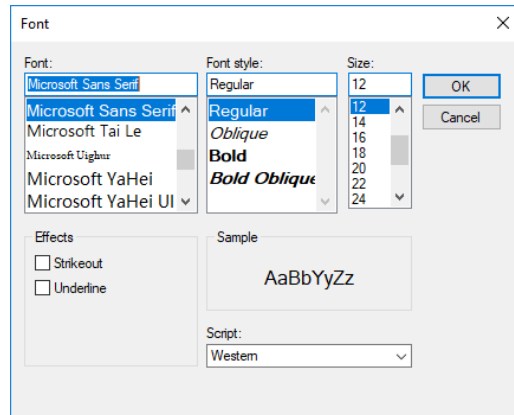 Font
Font:
Microsoft Sans Serif
Microsoft Sans Serif
Microsoft Tai Le
Microsoft Uighur
Microsoft YaHei
Microsoft YaHei UI
Font style:
Regular
Regular
Oblique
Bold
Bold Oblique
Size:
12
12
14
16
18
20
22
24
OK
Cancel
Effects
Strikeout
Underline
Sample
AaBbYyZz
Script:
Western